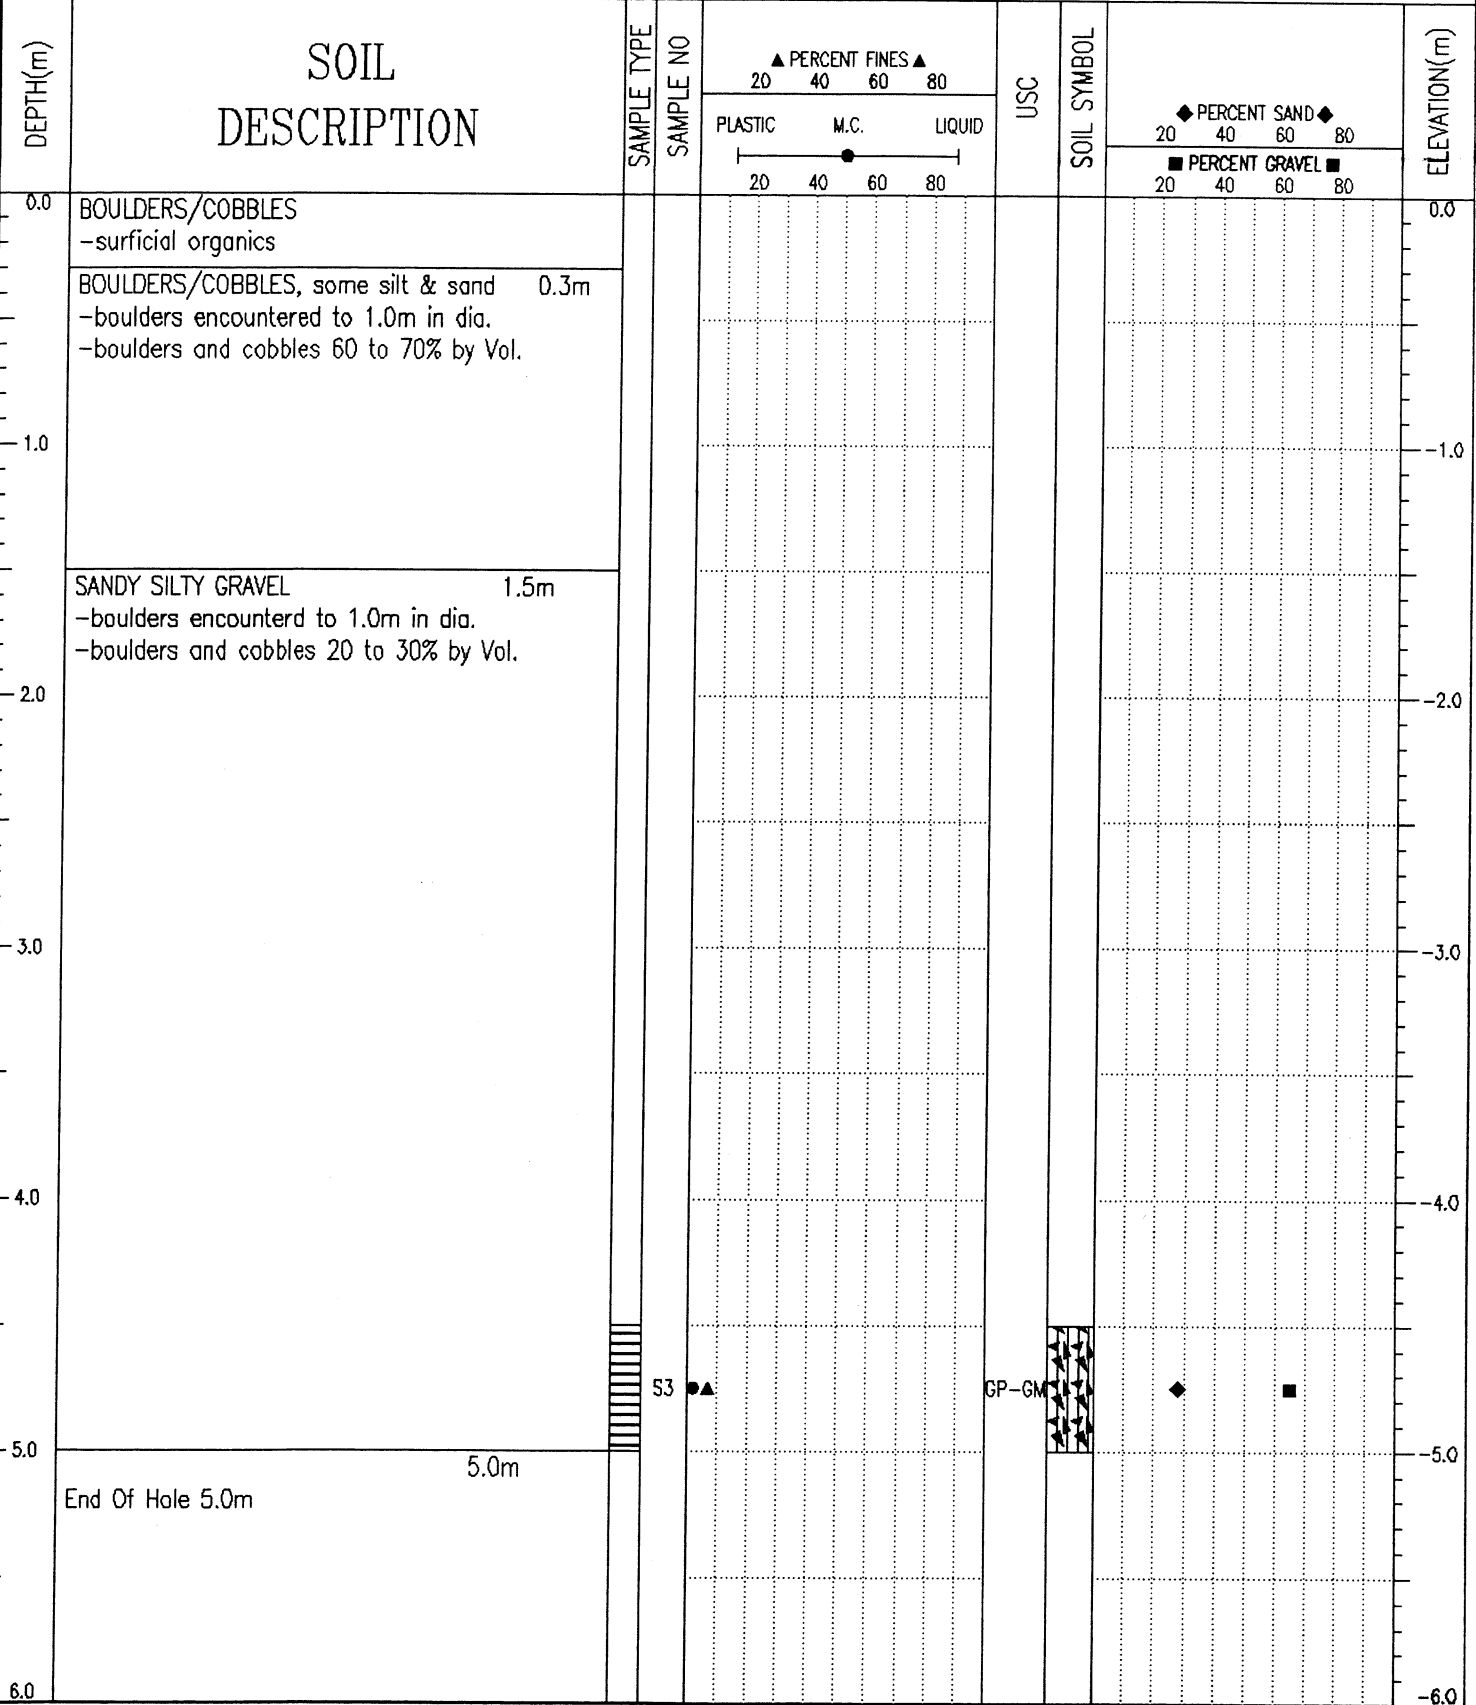 DEPTH(m)
SOIL
DESCRIPTION
SAMPLE TYPE
SAMPLE NO
▲ PERCENT FINES ▲
20 40 60 80
PLASTIC M.C. LIQUID
20 40 60 80
USC
SOIL SYMBOL
◆ PERCENT SAND ◆
20 40 60 80
■ PERCENT GRAVEL ■
20 40 60 80
ELEVATION(m)
0.0
BOULDERS/COBBLES
0.0
-surficial organics
BOULDERS/COBBLES, some silt & sand 0.3m
-boulders encountered to 1.0m in dia.
-boulders and cobbles 60 to 70% by Vol.
1.0
-1.0
SANDY SILTY GRAVEL 1.5m
-boulders encounterd to 1.0m in dia.
-boulders and cobbles 20 to 30% by Vol.
2.0
-2.0
3.0
-3.0
4.0
-4.0
S3
GP-GM
5.0
-5.0
5.0m
End Of Hole 5.0m
6.0
-6.0